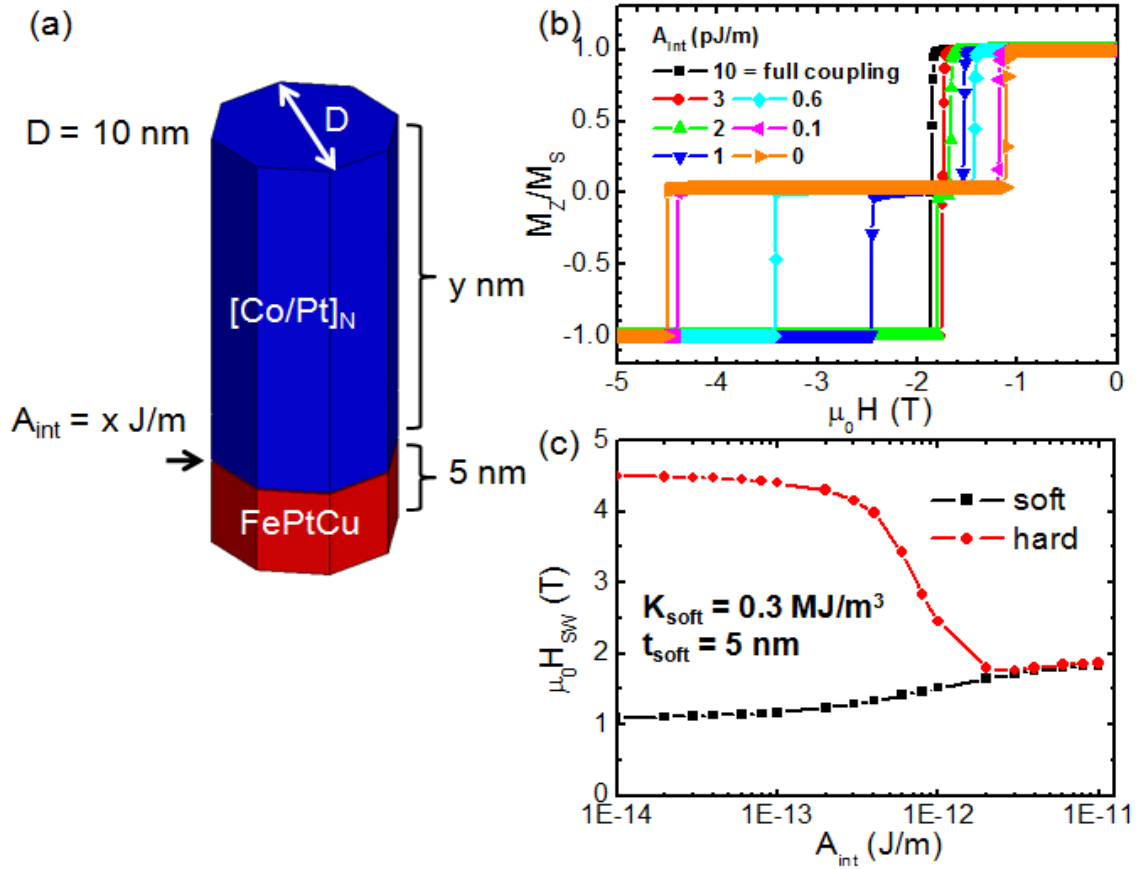 (a)
D = 10 nm
D
[Co/Pt]N
y nm
Aint = x J/m
5 nm
FePtCu
(b)
Aint (pJ/m)
10 = full coupling
3 0.6
2 0.1
1 0
MZ/MS
1.0
0.5
0.0
-0.5
-1.0
-5 -4 -3 -2 -1 0
μ0H (T)
(c)
soft
hard
Ksoft = 0.3 MJ/m³
tsoft = 5 nm
μ0HSW (T)
5
4
3
2
1
0
1E-14 1E-13 1E-12 1E-11
Aint (J/m)